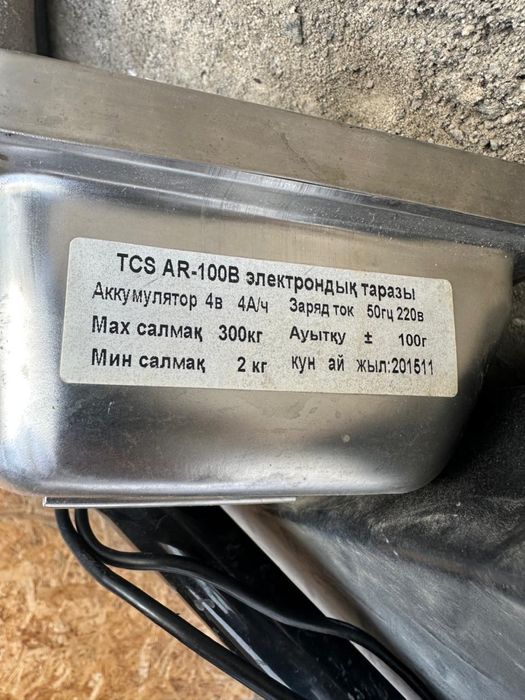 TCS AR-100B электрондық таразы
Аккумулятор 4в 4А/ч Заряд ток 50гц 220в
Мах салмақ 300кг Ауытқу ± 100г
Мин салмақ 2 кг күн ай жыл:201511